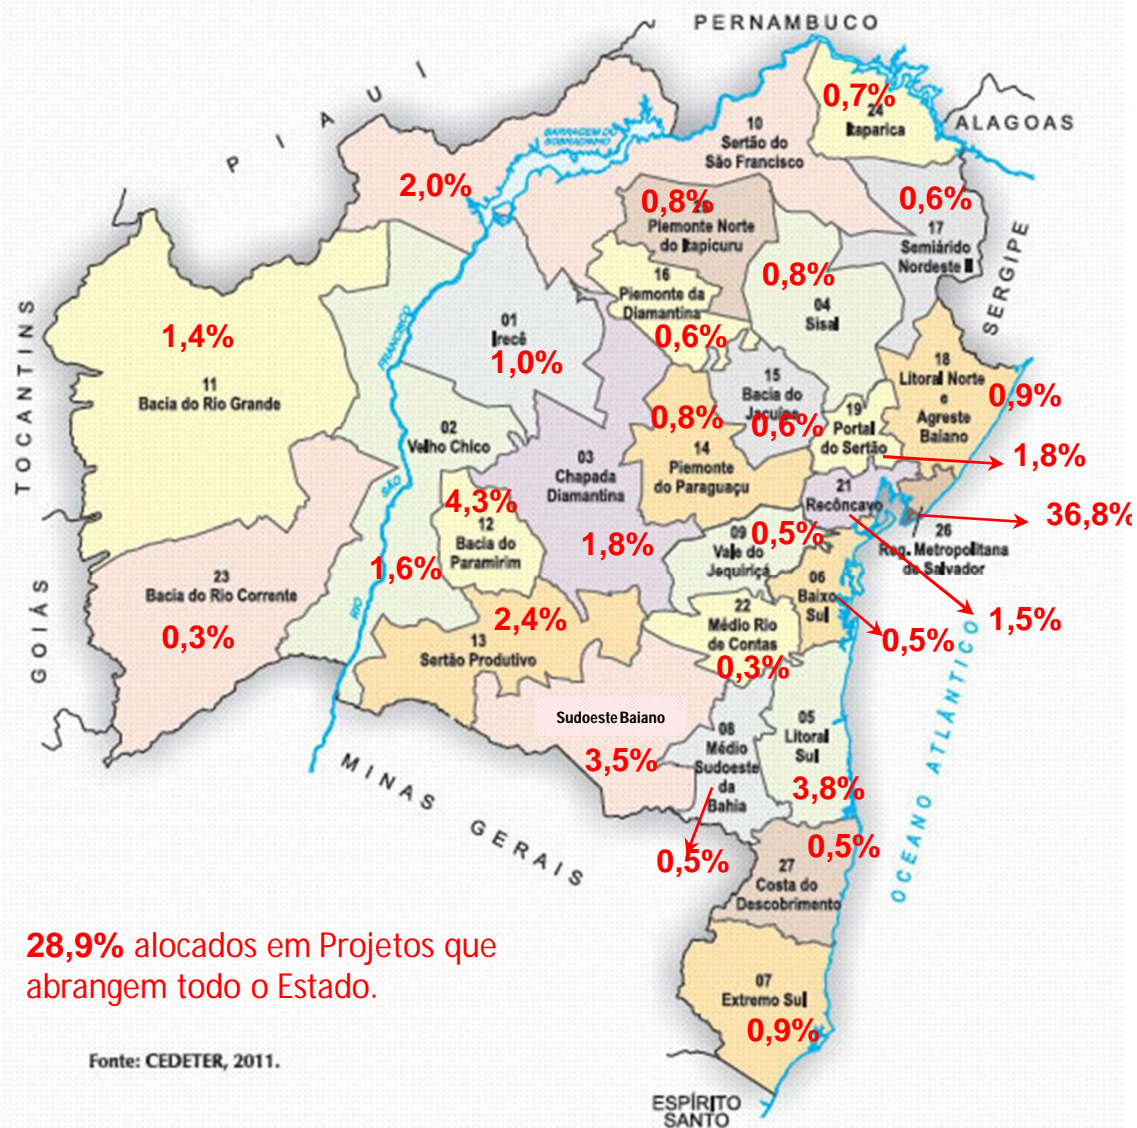 PERNAMBUCO
PIAUÍ
ALAGOAS
SERGIPE
TOCANTINS
GOIÁS
MINAS GERAIS
ESPÍRITO
SANTO
OCEANO ATLÂNTICO
BARRAGEM DO
SOBRADINHO
RIO SÃO FRANCISCO
0,7%
24
Itaparica
10
Sertão do
São Francisco
2,0%
0,6%
17
Semiárido
Nordeste II
0,8%
25
Piemonte Norte
do Itapicuru
0,8%
04
Sisal
16
Piemonte da
Diamantina
0,6%
01
Irecê
1,0%
1,4%
11
Bacia do Rio Grande
18
Litoral Norte
e
Agreste
Baiano
0,9%
15
Bacia do
Jacuípe
0,6%
19
Portal
do Sertão
1,8%
02
Velho Chico
1,6%
03
Chapada
Diamantina
1,8%
0,8%
14
Piemonte
do Paraguaçu
21
Recôncavo
1,5%
36,8%
26
Reg. Metropolitana
de Salvador
4,3%
12
Bacia do
Paramirim
0,5%
09
Vale do
Jequiriçá
06
Baixo
Sul
0,5%
23
Bacia do Rio Corrente
0,3%
2,4%
13
Sertão Produtivo
22
Médio Rio
de Contas
0,3%
Sudoeste Baiano
3,5%
08
Médio
Sudoeste
da
Bahia
0,5%
05
Litoral
Sul
3,8%
0,5%
27
Costa do
Descobrimento
07
Extremo Sul
0,9%
28,9% alocados em Projetos que
abrangem todo o Estado.
Fonte: CEDETER, 2011.